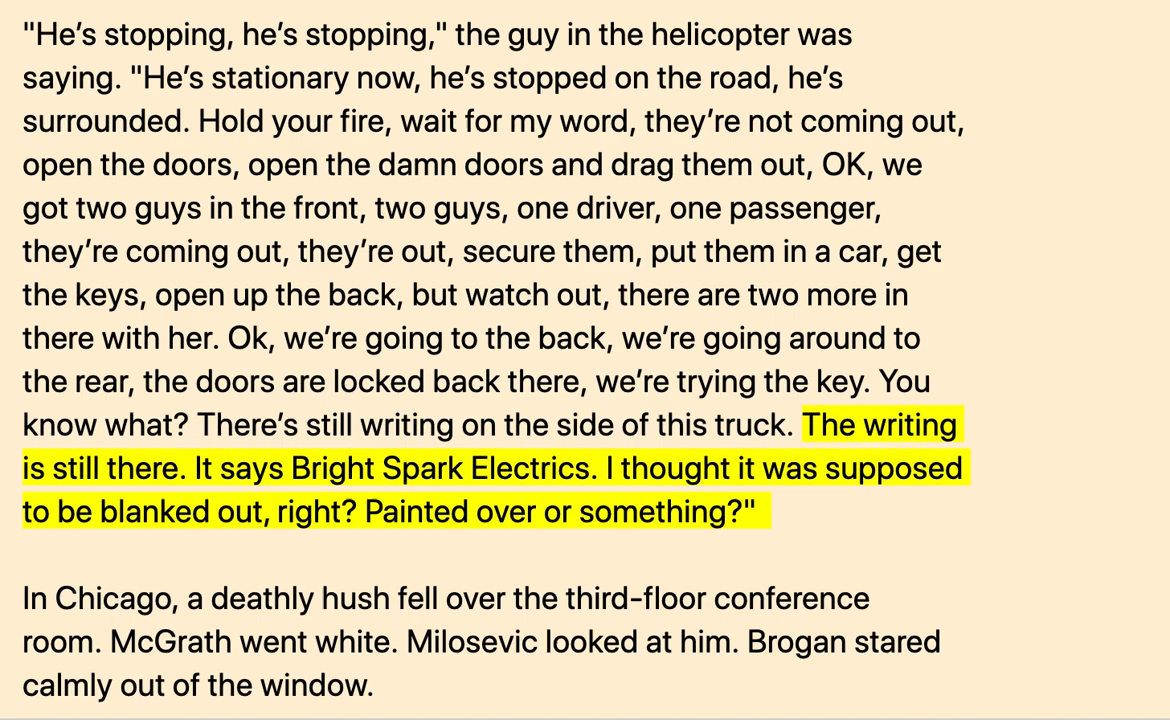 "He’s stopping, he’s stopping," the guy in the helicopter was
saying. "He’s stationary now, he’s stopped on the road, he’s
surrounded. Hold your fire, wait for my word, they’re not coming out,
open the doors, open the damn doors and drag them out, OK, we
got two guys in the front, two guys, one driver, one passenger,
they’re coming out, they’re out, secure them, put them in a car, get
the keys, open up the back, but watch out, there are two more in
there with her. Ok, we’re going to the back, we’re going around to
the rear, the doors are locked back there, we’re trying the key. You
know what? There’s still writing on the side of this truck. The writing
is still there. It says Bright Spark Electrics. I thought it was supposed
to be blanked out, right? Painted over or something?"
In Chicago, a deathly hush fell over the third-floor conference
room. McGrath went white. Milosevic looked at him. Brogan stared
calmly out of the window.